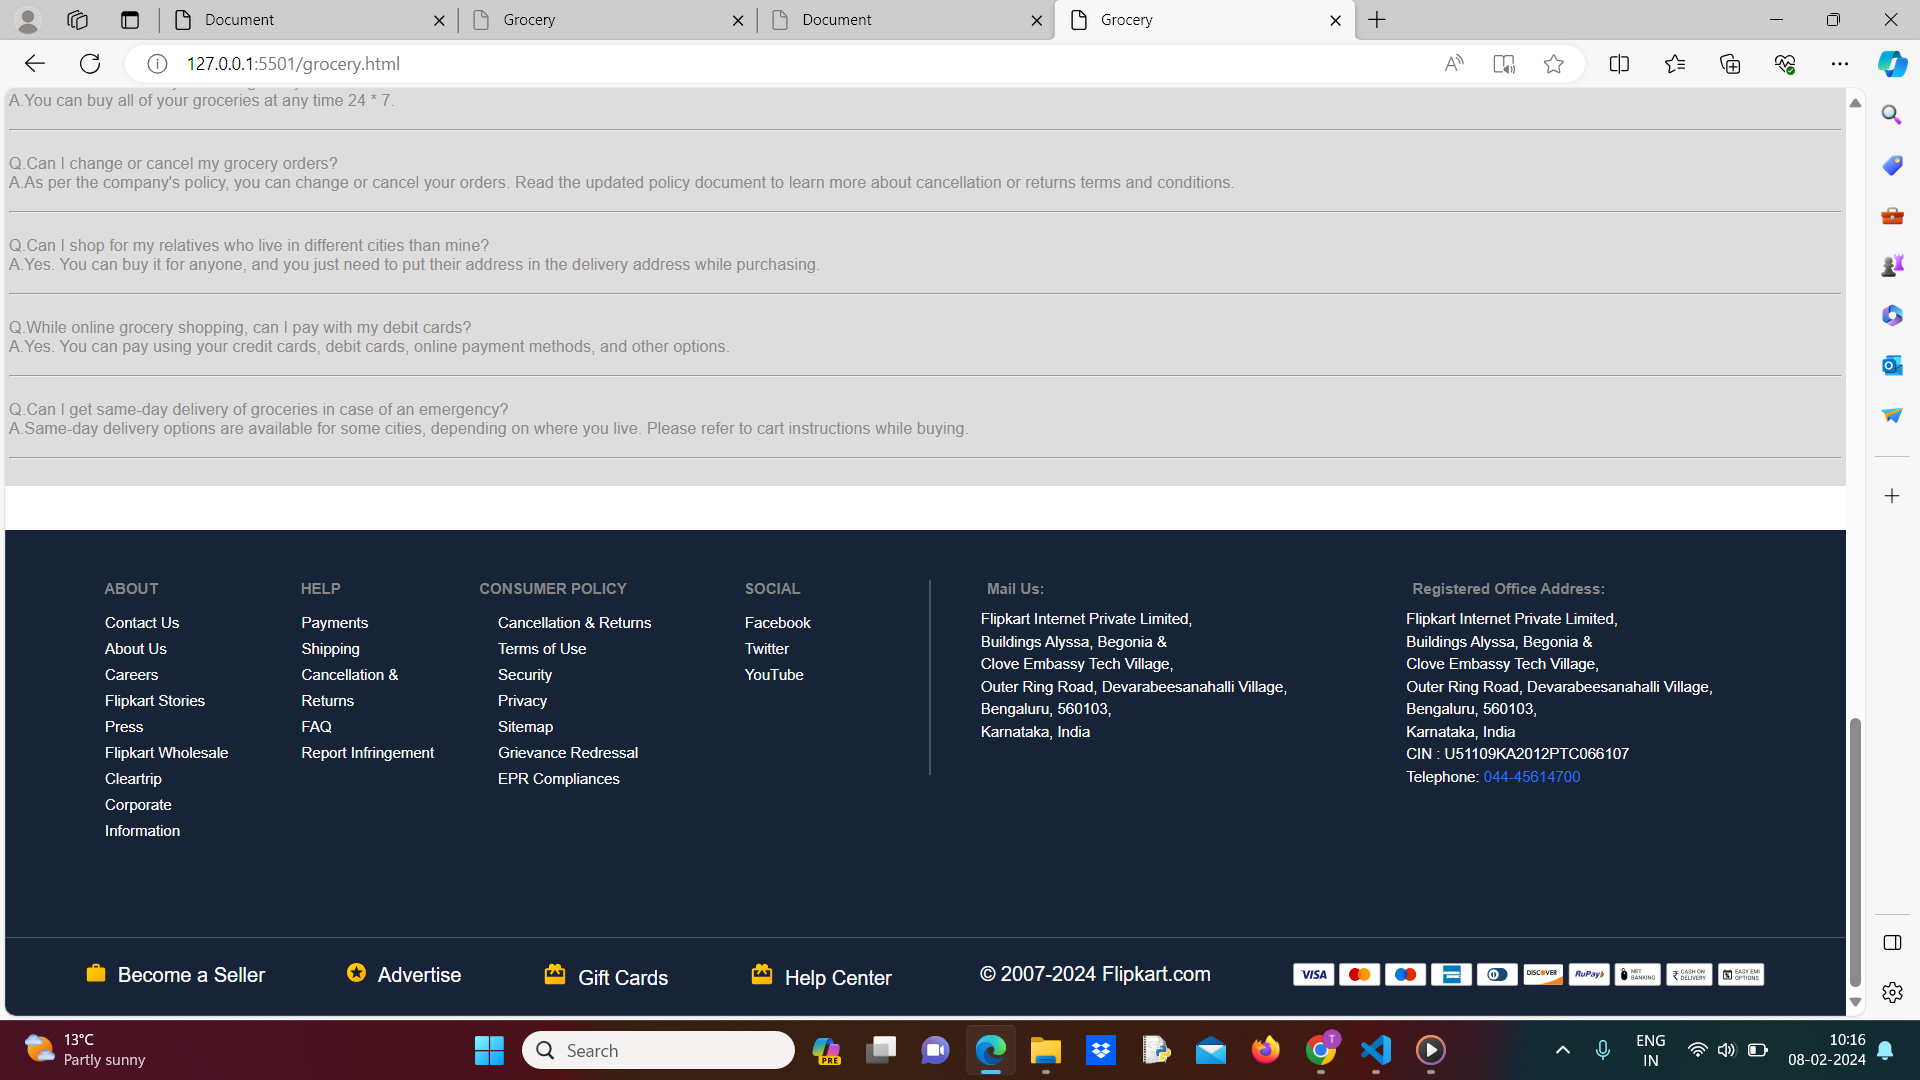 Document
Grocery
Document
Grocery
127.0.0.1:5501/grocery.html
A.You can buy all of your groceries at any time 24 * 7.
Q.Can I change or cancel my grocery orders?
A.As per the company's policy, you can change or cancel your orders. Read the updated policy document to learn more about cancellation or returns terms and conditions.
Q.Can I shop for my relatives who live in different cities than mine?
A.Yes. You can buy it for anyone, and you just need to put their address in the delivery address while purchasing.
Q.While online grocery shopping, can I pay with my debit cards?
A.Yes. You can pay using your credit cards, debit cards, online payment methods, and other options.
Q.Can I get same-day delivery of groceries in case of an emergency?
A.Same-day delivery options are available for some cities, depending on where you live. Please refer to cart instructions while buying.
ABOUT
Contact Us
About Us
Careers
Flipkart Stories
Press
Flipkart Wholesale
Cleartrip
Corporate
Information
HELP
Payments
Shipping
Cancellation &
Returns
FAQ
Report Infringement
CONSUMER POLICY
Cancellation & Returns
Terms of Use
Security
Privacy
Sitemap
Grievance Redressal
EPR Compliances
SOCIAL
Facebook
Twitter
YouTube
Mail Us:
Flipkart Internet Private Limited,
Buildings Alyssa, Begonia &
Clove Embassy Tech Village,
Outer Ring Road, Devarabeesanahalli Village,
Bengaluru, 560103,
Karnataka, India
Registered Office Address:
Flipkart Internet Private Limited,
Buildings Alyssa, Begonia &
Clove Embassy Tech Village,
Outer Ring Road, Devarabeesanahalli Village,
Bengaluru, 560103,
Karnataka, India
CIN : U51109KA2012PTC066107
Telephone: 044-45614700
Become a Seller
Advertise
Gift Cards
Help Center
© 2007-2024 Flipkart.com
VISA
DISCOVER
RuPay
NET BANKING
₹ CASH ON DELIVERY
EASY EMI OPTIONS
13°C
Partly sunny
Search
PRE
T
ENG
IN
10:16
08-02-2024